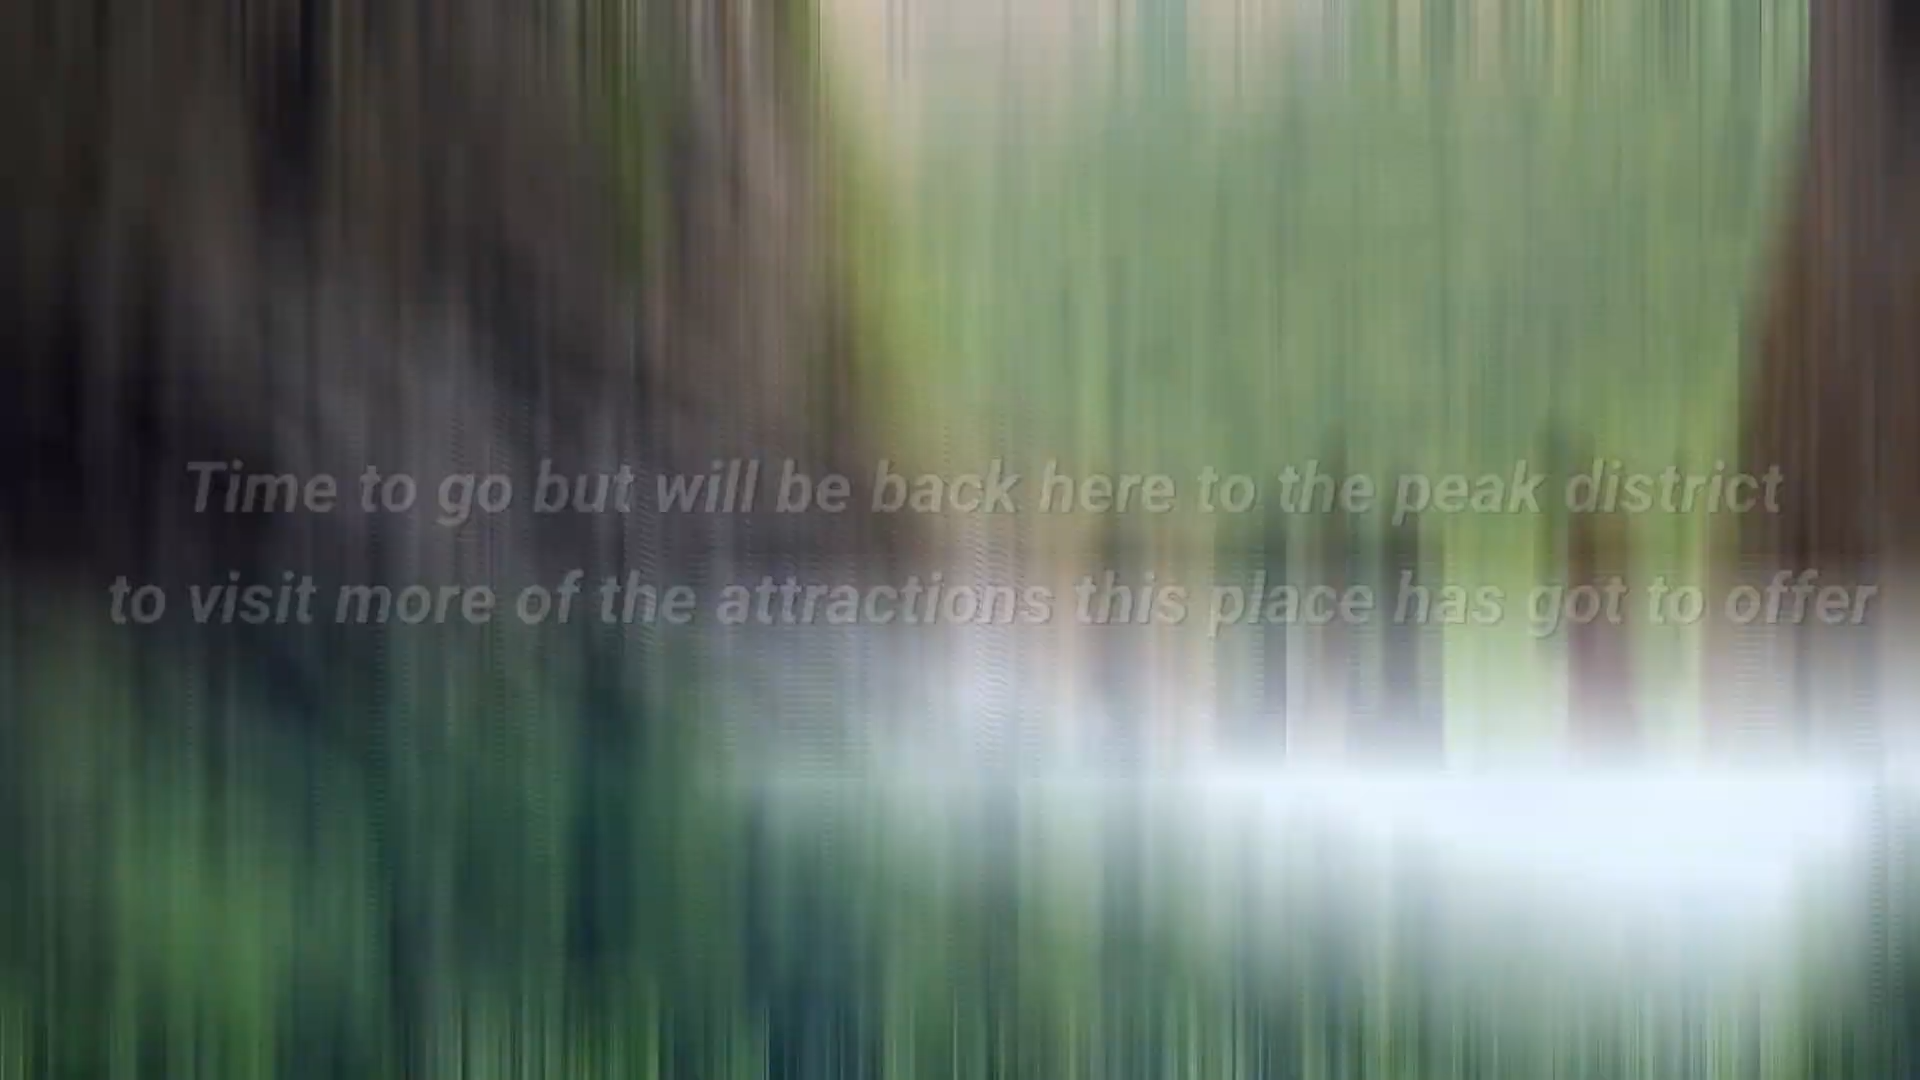 Time to go but will be back here to the peak district
to visit more of the attractions this place has got to offer